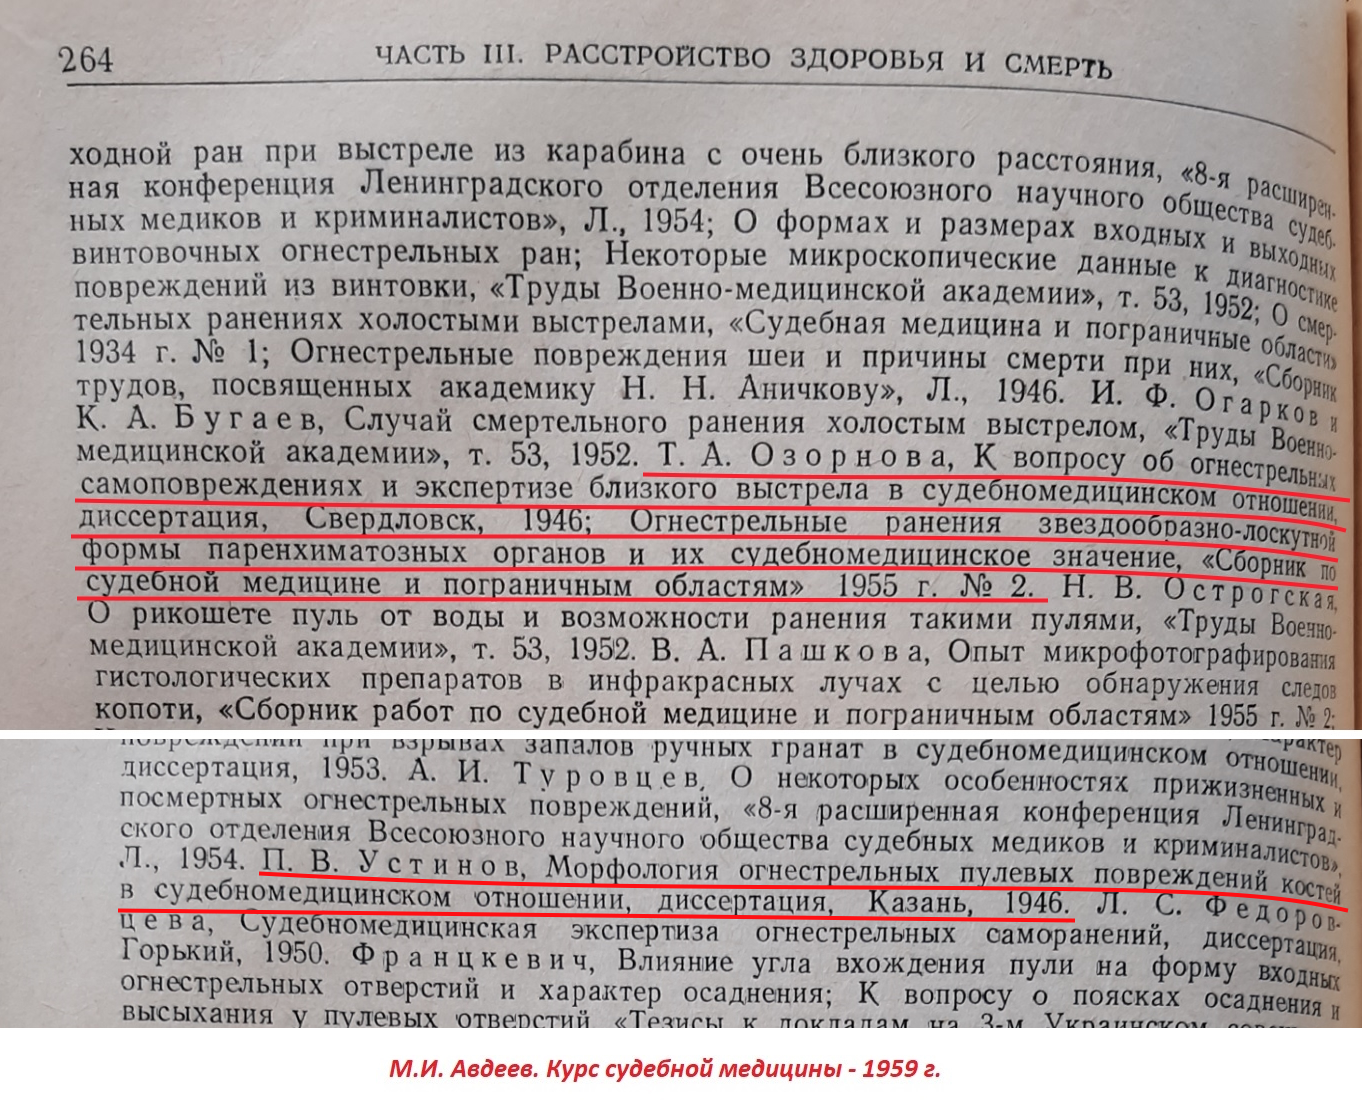 264
ЧАСТЬ III. РАССТРОЙСТВО ЗДОРОВЬЯ И СМЕРТЬ
ходной ран при выстреле из карабина с очень близкого расстояния, «8-я расширен-
ная конференция Ленинградского отделения Всесоюзного научного общества судеб-
ных медиков и криминалистов», Л., 1954; О формах и размерах входных и выходных
винтовочных огнестрельных ран; Некоторые микроскопические данные к диагностике
повреждений из винтовки, «Труды Военно-медицинской академии», т. 53, 1952; О смер-
тельных ранениях холостыми выстрелами, «Судебная медицина и пограничные области»
1934 г. № 1; Огнестрельные повреждения шеи и причины смерти при них, «Сборник
трудов, посвященных академику Н. Н. Аничкову», Л., 1946. И. Ф. Огарков и
К. А. Бугаев, Случай смертельного ранения холостым выстрелом, «Труды Военно-
медицинской академии», т. 53, 1952. Т. А. Озорнова, К вопросу об огнестрельных
самоповреждениях и экспертизе близкого выстрела в судебномедицинском отношении,
диссертация, Свердловск, 1946; Огнестрельные ранения звездообразно-лоскутной
формы паренхиматозных органов и их судебномедицинское значение, «Сборник по
судебной медицине и пограничным областям» 1955 г. № 2. Н. В. Острогская,
О рикошете пуль от воды и возможности ранения такими пулями, «Труды Военно-
медицинской академии», т. 53, 1952. В. А. Пашкова, Опыт микрофотографирования
гистологических препаратов в инфракрасных лучах с целью обнаружения следов
копоти, «Сборник работ по судебной медицине и пограничным областям» 1955 г. № 2;
повреждений при взрывах запалов ручных гранат в судебномедицинском отношении,
диссертация, 1953. А. И. Туровцев, О некоторых особенностях прижизненных и
посмертных огнестрельных повреждений, «8-я расширенная конференция Ленинград-
ского отделения Всесоюзного научного общества судебных медиков и криминалистов»,
Л., 1954. П. В. Устинов, Морфология огнестрельных пулевых повреждений костей
в судебномедицинском отношении, диссертация, Казань, 1946. Л. С. Федоров-
цева, Судебномедицинская экспертиза огнестрельных саморанений, диссертация,
Горький, 1950. Францкевич, Влияние угла вхождения пули на форму входных
огнестрельных отверстий и характер осаднения; К вопросу о поясках осаднения и
высыхания у пулевых отверстий, «Тезисы к докладам на 3-м Украинском
М.И. Авдеев. Курс судебной медицины - 1959 г.